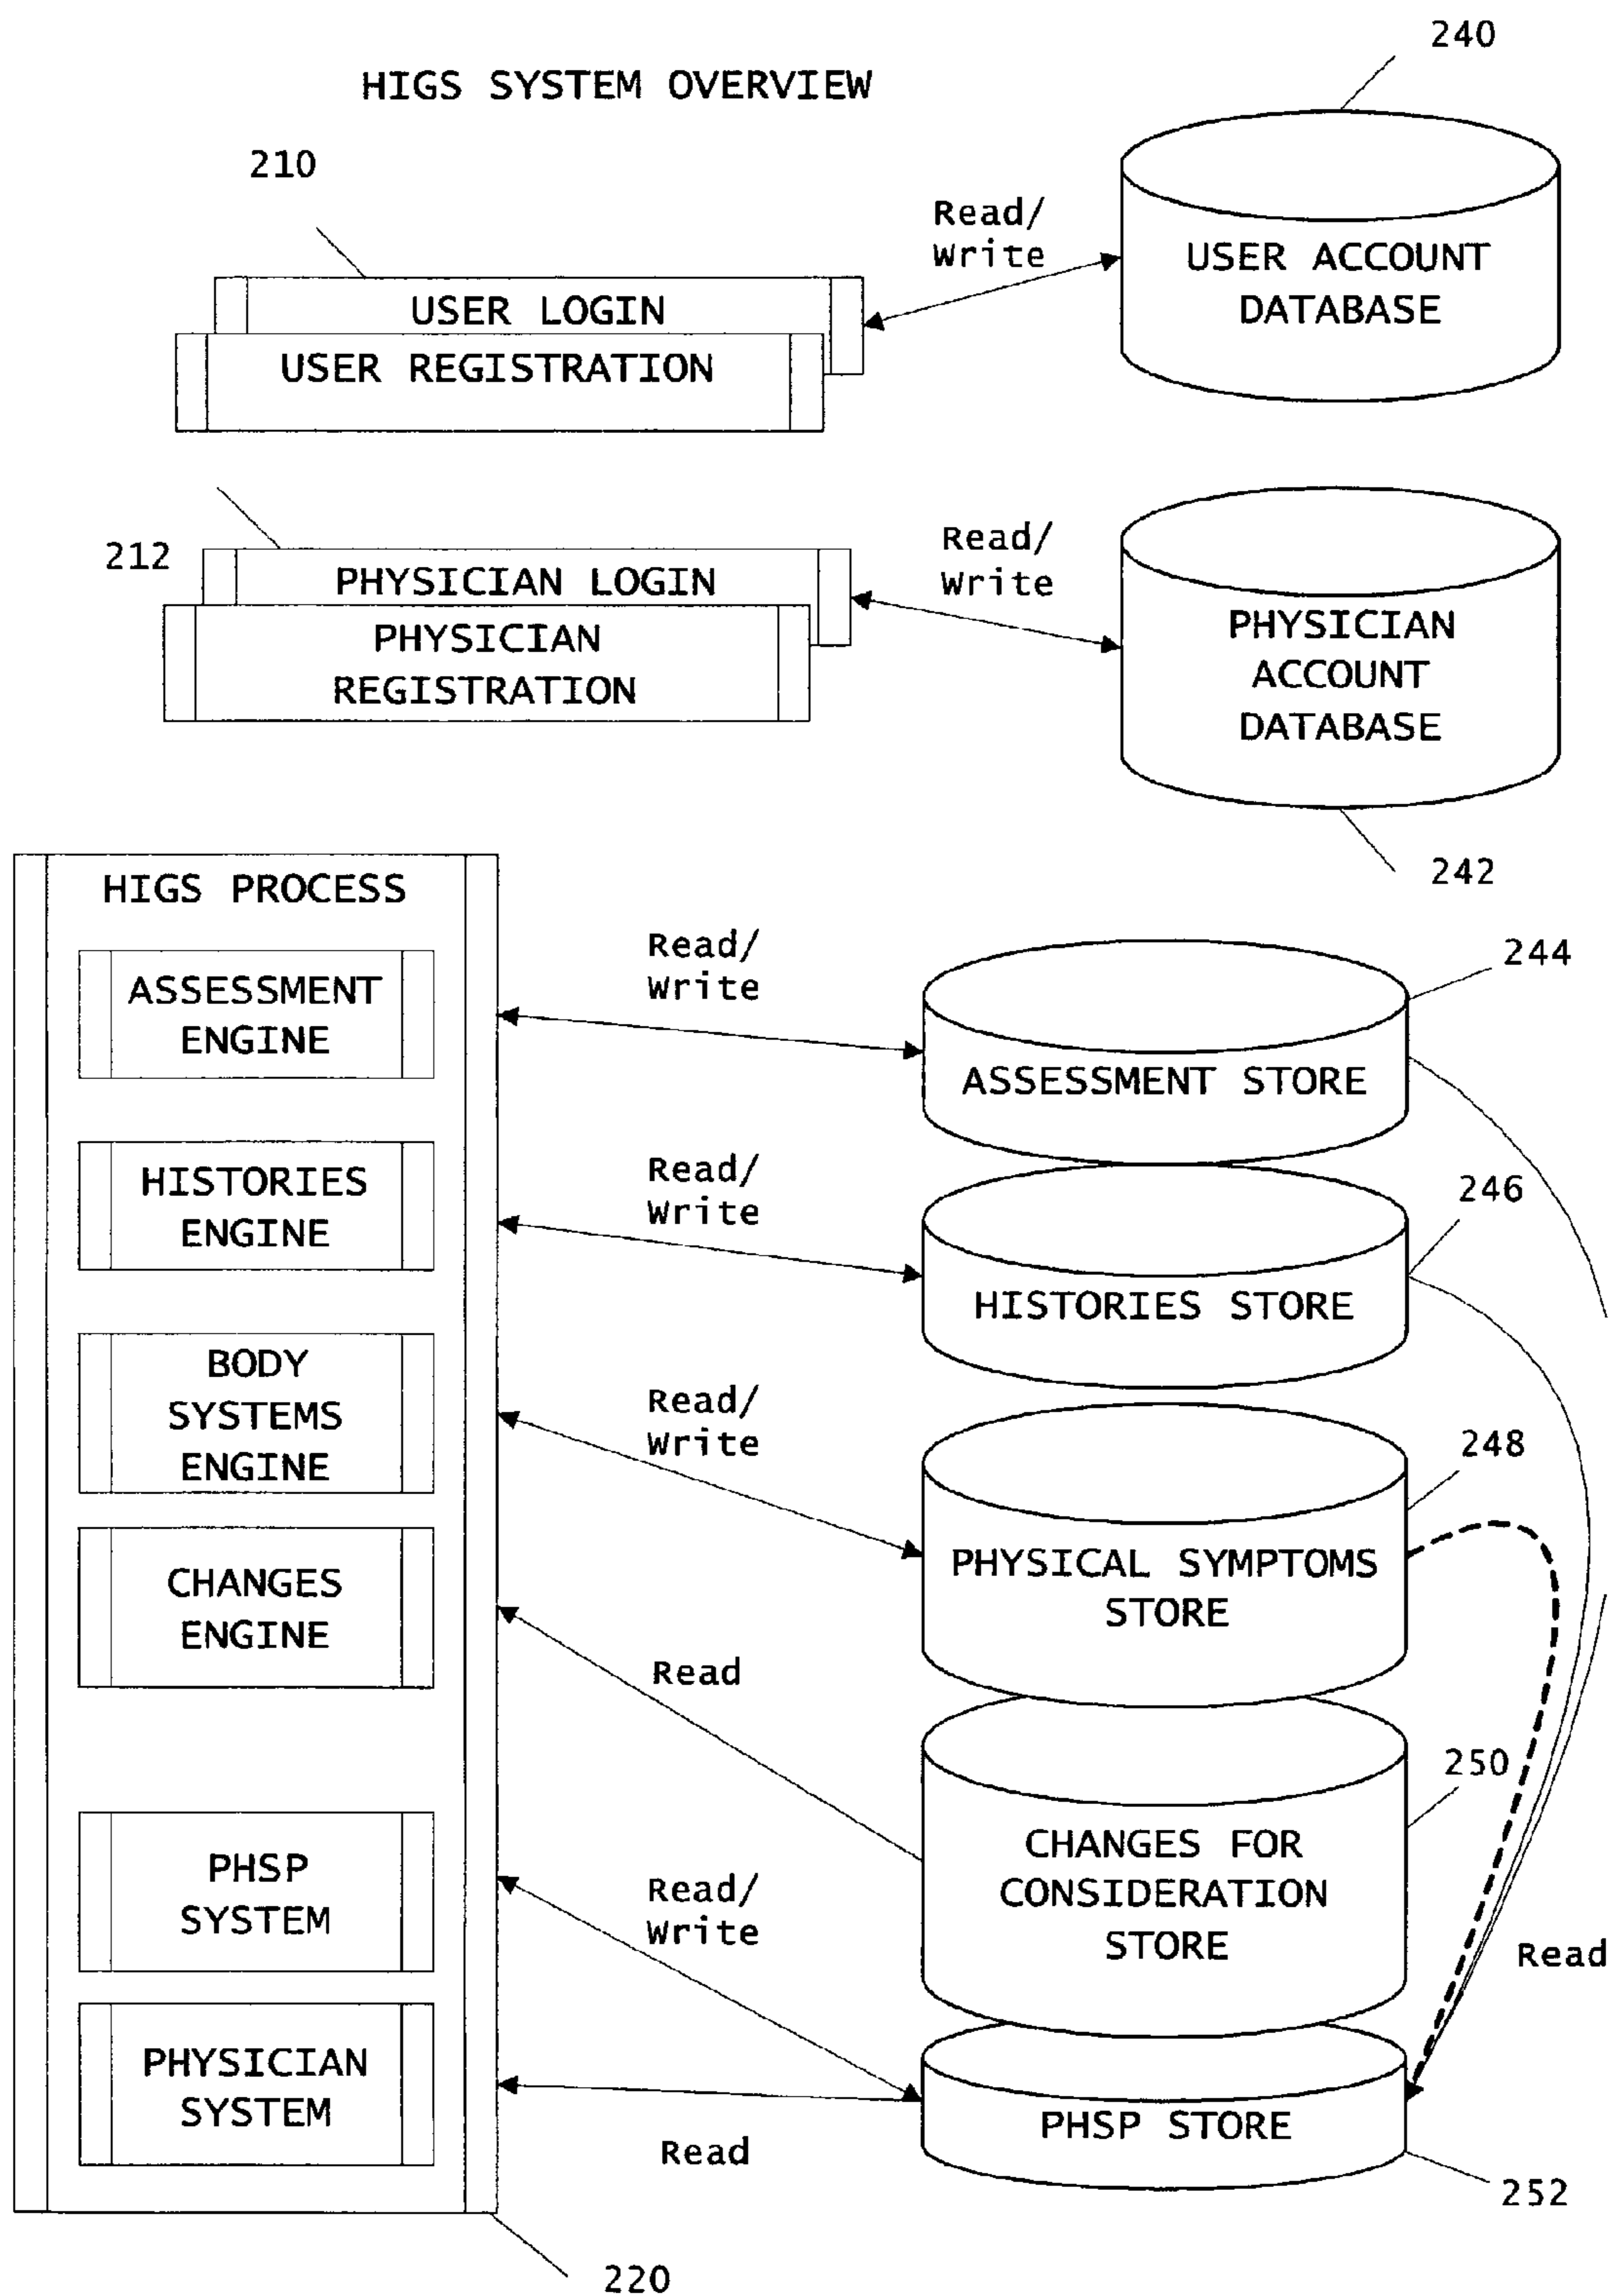 240
HIGS SYSTEM OVERVIEW
210
Read/
Write
USER ACCOUNT
DATABASE
USER LOGIN
USER REGISTRATION
212
Read/
Write
PHYSICIAN LOGIN
PHYSICIAN
REGISTRATION
PHYSICIAN
ACCOUNT
DATABASE
242
HIGS PROCESS
ASSESSMENT
ENGINE
Read/
Write
244
ASSESSMENT STORE
HISTORIES
ENGINE
Read/
Write
246
HISTORIES STORE
BODY
SYSTEMS
ENGINE
Read/
Write
248
PHYSICAL SYMPTOMS
STORE
CHANGES
ENGINE
Read
250
CHANGES FOR
CONSIDERATION
STORE
PHSP
SYSTEM
Read/
Write
Read
PHYSICIAN
SYSTEM
Read
PHSP STORE
252
220